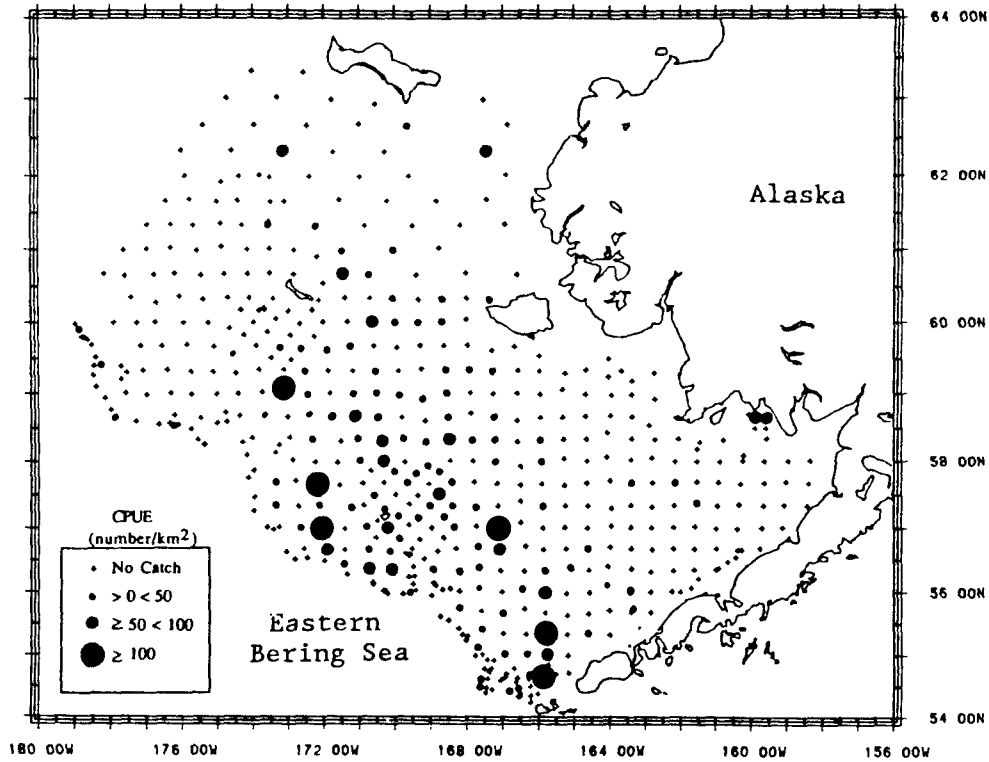 64 00N
Alaska
62 00N
60 00N
58 00N
CPUE
(number/km2)
No Catch
> 0 < 50
≥ 50 < 100
≥ 100
56 00N
Eastern
Bering Sea
54 00N
180 00W 176 00W 172 00W 168 00W 164 00W 160 00W 156 00W